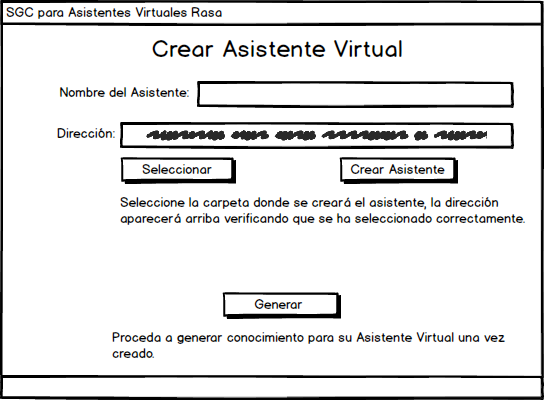 SGC para Asistentes Virtuales Rasa
Crear Asistente Virtual
Nombre del Asistente:
Dirección:
Seleccionar
Crear Asistente
Seleccione la carpeta donde se creará el asistente, la dirección
aparecerá arriba verificando que se ha seleccionado correctamente.
Generar
Proceda a generar conocimiento para su Asistente Virtual una vez
creado.